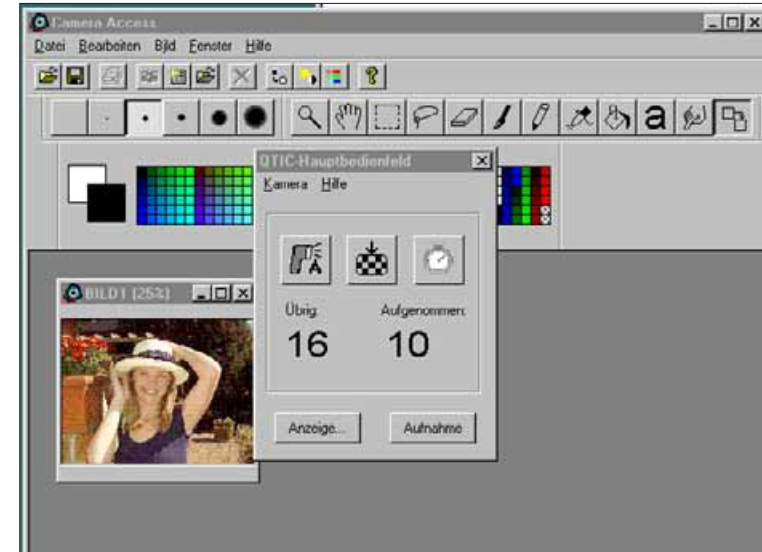 Camera Access
Datei Bearbeiten Bild Fenster Hilfe
a
QTIC-Hauptbedienfeld
Kamera Hilfe
A
BILD1 (25%)
Übrig: Aufgenommen:
16 10
Anzeige... Aufnahme